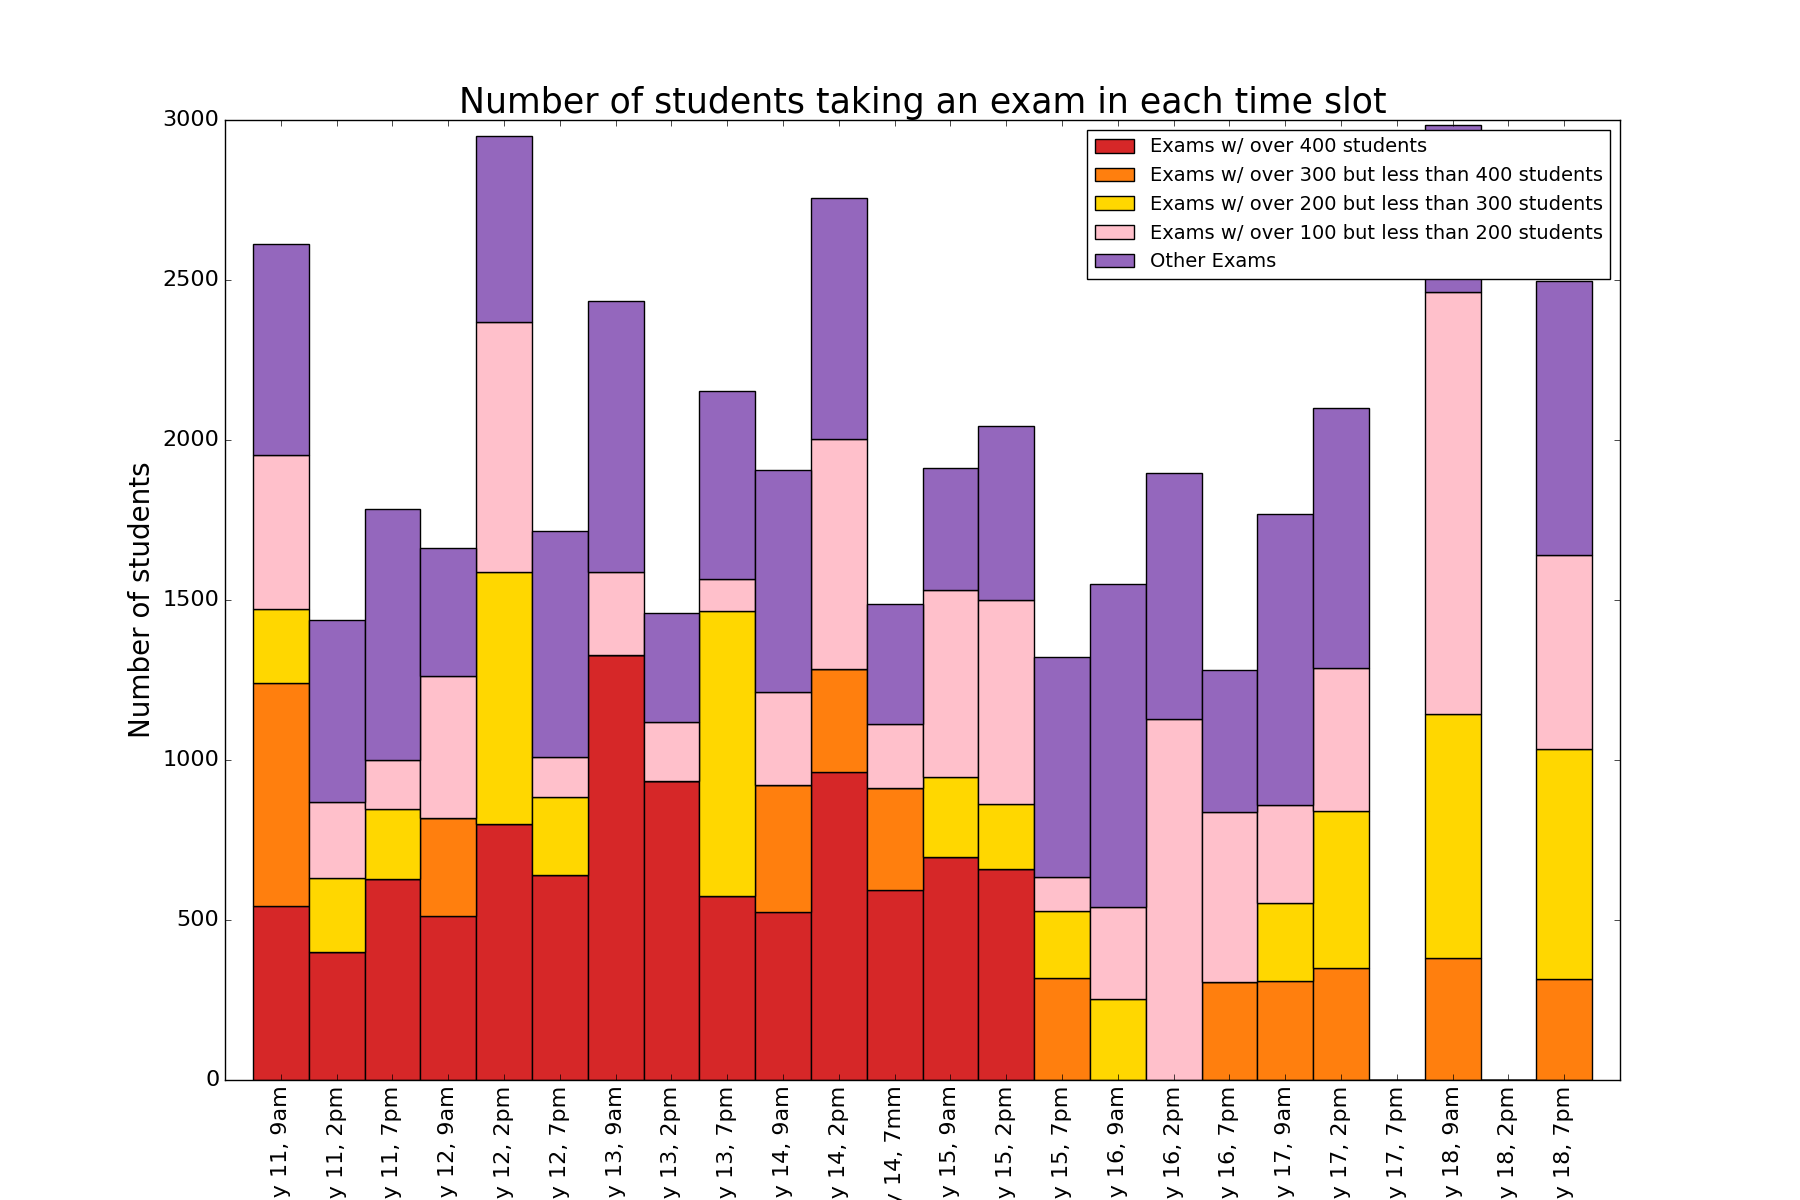 Number of students taking an exam in each time slot
Number of students
3000
2500
2000
1500
1000
500
0
Exams w/ over 400 students
Exams w/ over 300 but less than 400 students
Exams w/ over 200 but less than 300 students
Exams w/ over 100 but less than 200 students
Other Exams
y 11, 9am
y 11, 2pm
y 11, 7pm
y 12, 9am
y 12, 2pm
y 12, 7pm
y 13, 9am
y 13, 2pm
y 13, 7pm
y 14, 9am
y 14, 2pm
y 14, 7mm
y 15, 9am
y 15, 2pm
y 15, 7pm
y 16, 9am
y 16, 2pm
y 16, 7pm
y 17, 9am
y 17, 2pm
y 17, 7pm
y 18, 9am
y 18, 2pm
y 18, 7pm